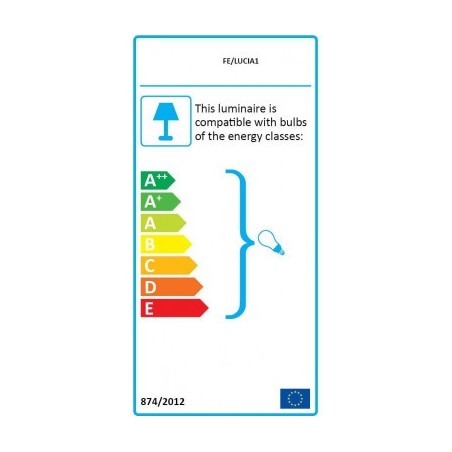 FE/LUCIA1
This luminaire is
compatible with bulbs
of the energy classes:
A++
A+
A
B
C
D
E
874/2012